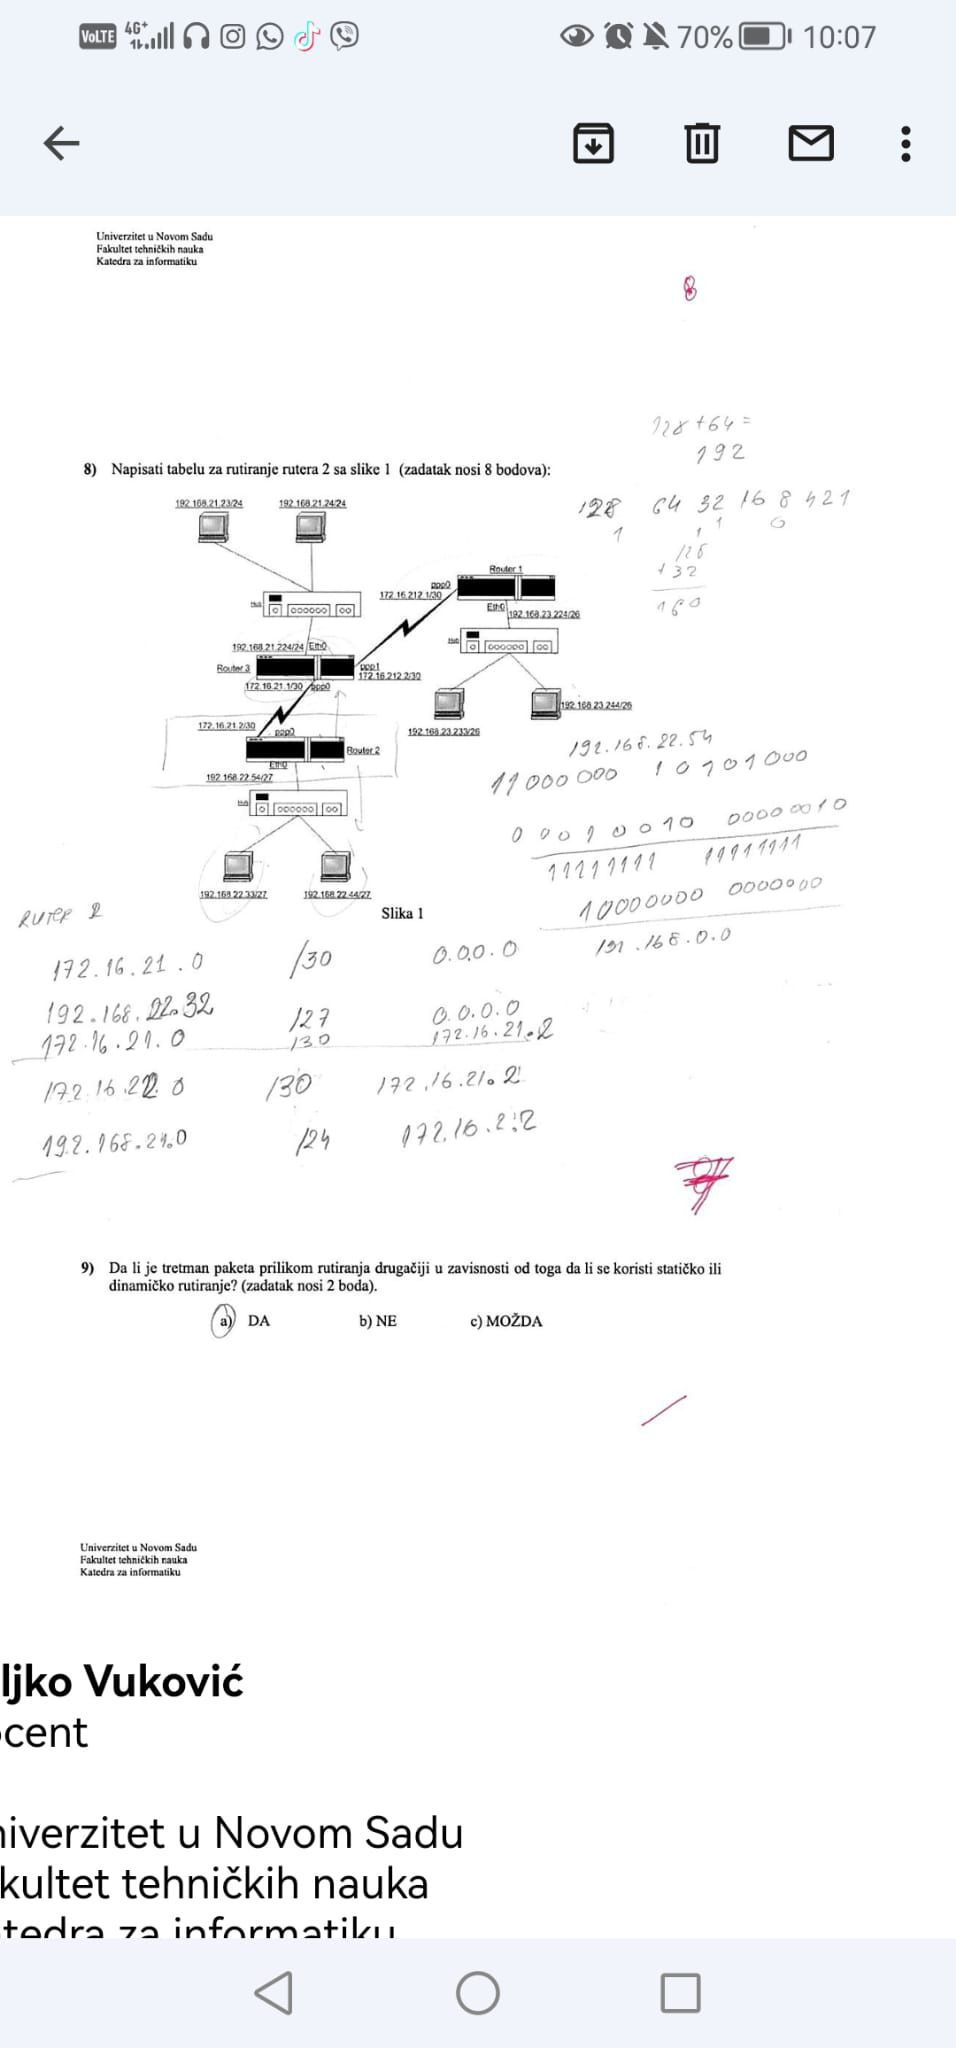 VoLTE 4G+ 70% 10:07
Univerzitet u Novom Sadu
Fakultet tehničkih nauka
Katedra za informatiku
8
128 + 64 =
192
8) Napisati tabelu za rutiranje rutera 2 sa slike 1 (zadatak nosi 8 bodova):
128 64 32 16 8 4 2 1
1 1 1 0
128
+ 32
160
192.168.21.23/24 192.168.21.24/24
Router 1
ppp0
172.16.212.1/30
Eth0
192.168.23.224/26
Hub
Hub
192.168.21.224/24 Eth0
Router 3
ppp1
172.16.212.2/30
172.16.21.1/30 ppp0
192.168.23.244/26
172.16.21.2/30
ppp0
192.168.23.233/26
Router 2
Eth0
192.168.22.54/27
Hub
192.168.22.33/27 192.168.22.44/27
Slika 1
192.168.22.54
11000000 10101000
00010010 00000010
11111111 11111111
10000000 0000000
191.168.0.0
RUTER 2
172.16.21.0 /30 0.0.0.0
192.168.22.32 /27 0.0.0.0
172.16.21.0 /30 172.16.21.2
172.16.22.0 /30 172.16.21.2
192.168.21.0 /24 172.16.2.2
9) Da li je tretman paketa prilikom rutiranja drugačiji u zavisnosti od toga da li se koristi statičko ili
dinamičko rutiranje? (zadatak nosi 2 boda).
a) DA b) NE c) MOŽDA
Univerzitet u Novom Sadu
Fakultet tehničkih nauka
Katedra za informatiku
ljko Vuković
cent
niverzitet u Novom Sadu
kultet tehničkih nauka
tedra za informatiku